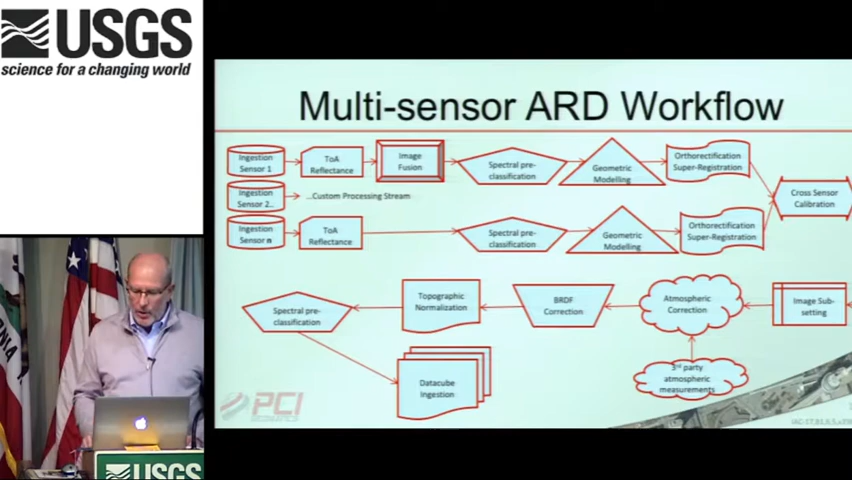 USGS
science for a changing world
Multi-sensor ARD Workflow
Ingestion
Sensor 1
ToA
Reflectance
Image
Fusion
Spectral pre-
classification
Geometric
Modelling
Orthorectification
Super-Registration
Cross Sensor
Calibration
Ingestion
Sensor 2..
...Custom Processing Stream
Ingestion
Sensor n
ToA
Reflectance
Spectral pre-
classification
Geometric
Modelling
Orthorectification
Super-Registration
Spectral pre-
classification
Topographic
Normalization
BRDF
Correction
Atmospheric
Correction
Image Sub-
setting
Datacube
Ingestion
3rd party
atmospheric
measurements
PCI
GEOMATICS
USGS